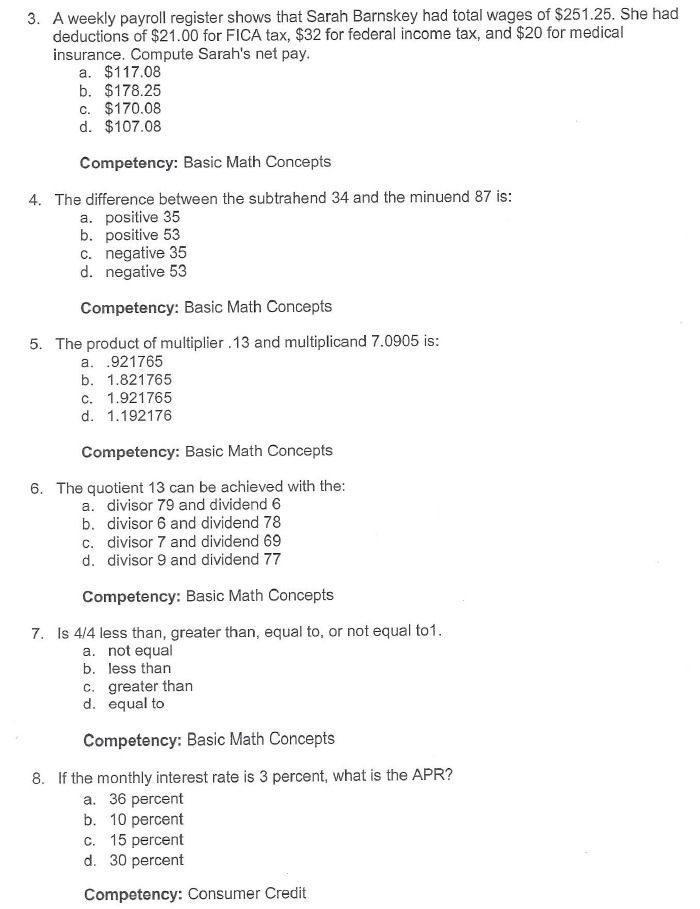 3. A weekly payroll register shows that Sarah Barnskey had total wages of $251.25. She had
deductions of $21.00 for FICA tax, $32 for federal income tax, and $20 for medical
insurance. Compute Sarah's net pay.
a. $117.08
b. $178.25
c. $170.08
d. $107.08
Competency: Basic Math Concepts
4. The difference between the subtrahend 34 and the minuend 87 is:
a. positive 35
b. positive 53
c. negative 35
d. negative 53
Competency: Basic Math Concepts
5. The product of multiplier .13 and multiplicand 7.0905 is:
a. .921765
b. 1.821765
c. 1.921765
d. 1.192176
Competency: Basic Math Concepts
6. The quotient 13 can be achieved with the:
a. divisor 79 and dividend 6
b. divisor 6 and dividend 78
c. divisor 7 and dividend 69
d. divisor 9 and dividend 77
Competency: Basic Math Concepts
7. Is 4/4 less than, greater than, equal to, or not equal to1.
a. not equal
b. less than
c. greater than
d. equal to
Competency: Basic Math Concepts
8. If the monthly interest rate is 3 percent, what is the APR?
a. 36 percent
b. 10 percent
c. 15 percent
d. 30 percent
Competency: Consumer Credit